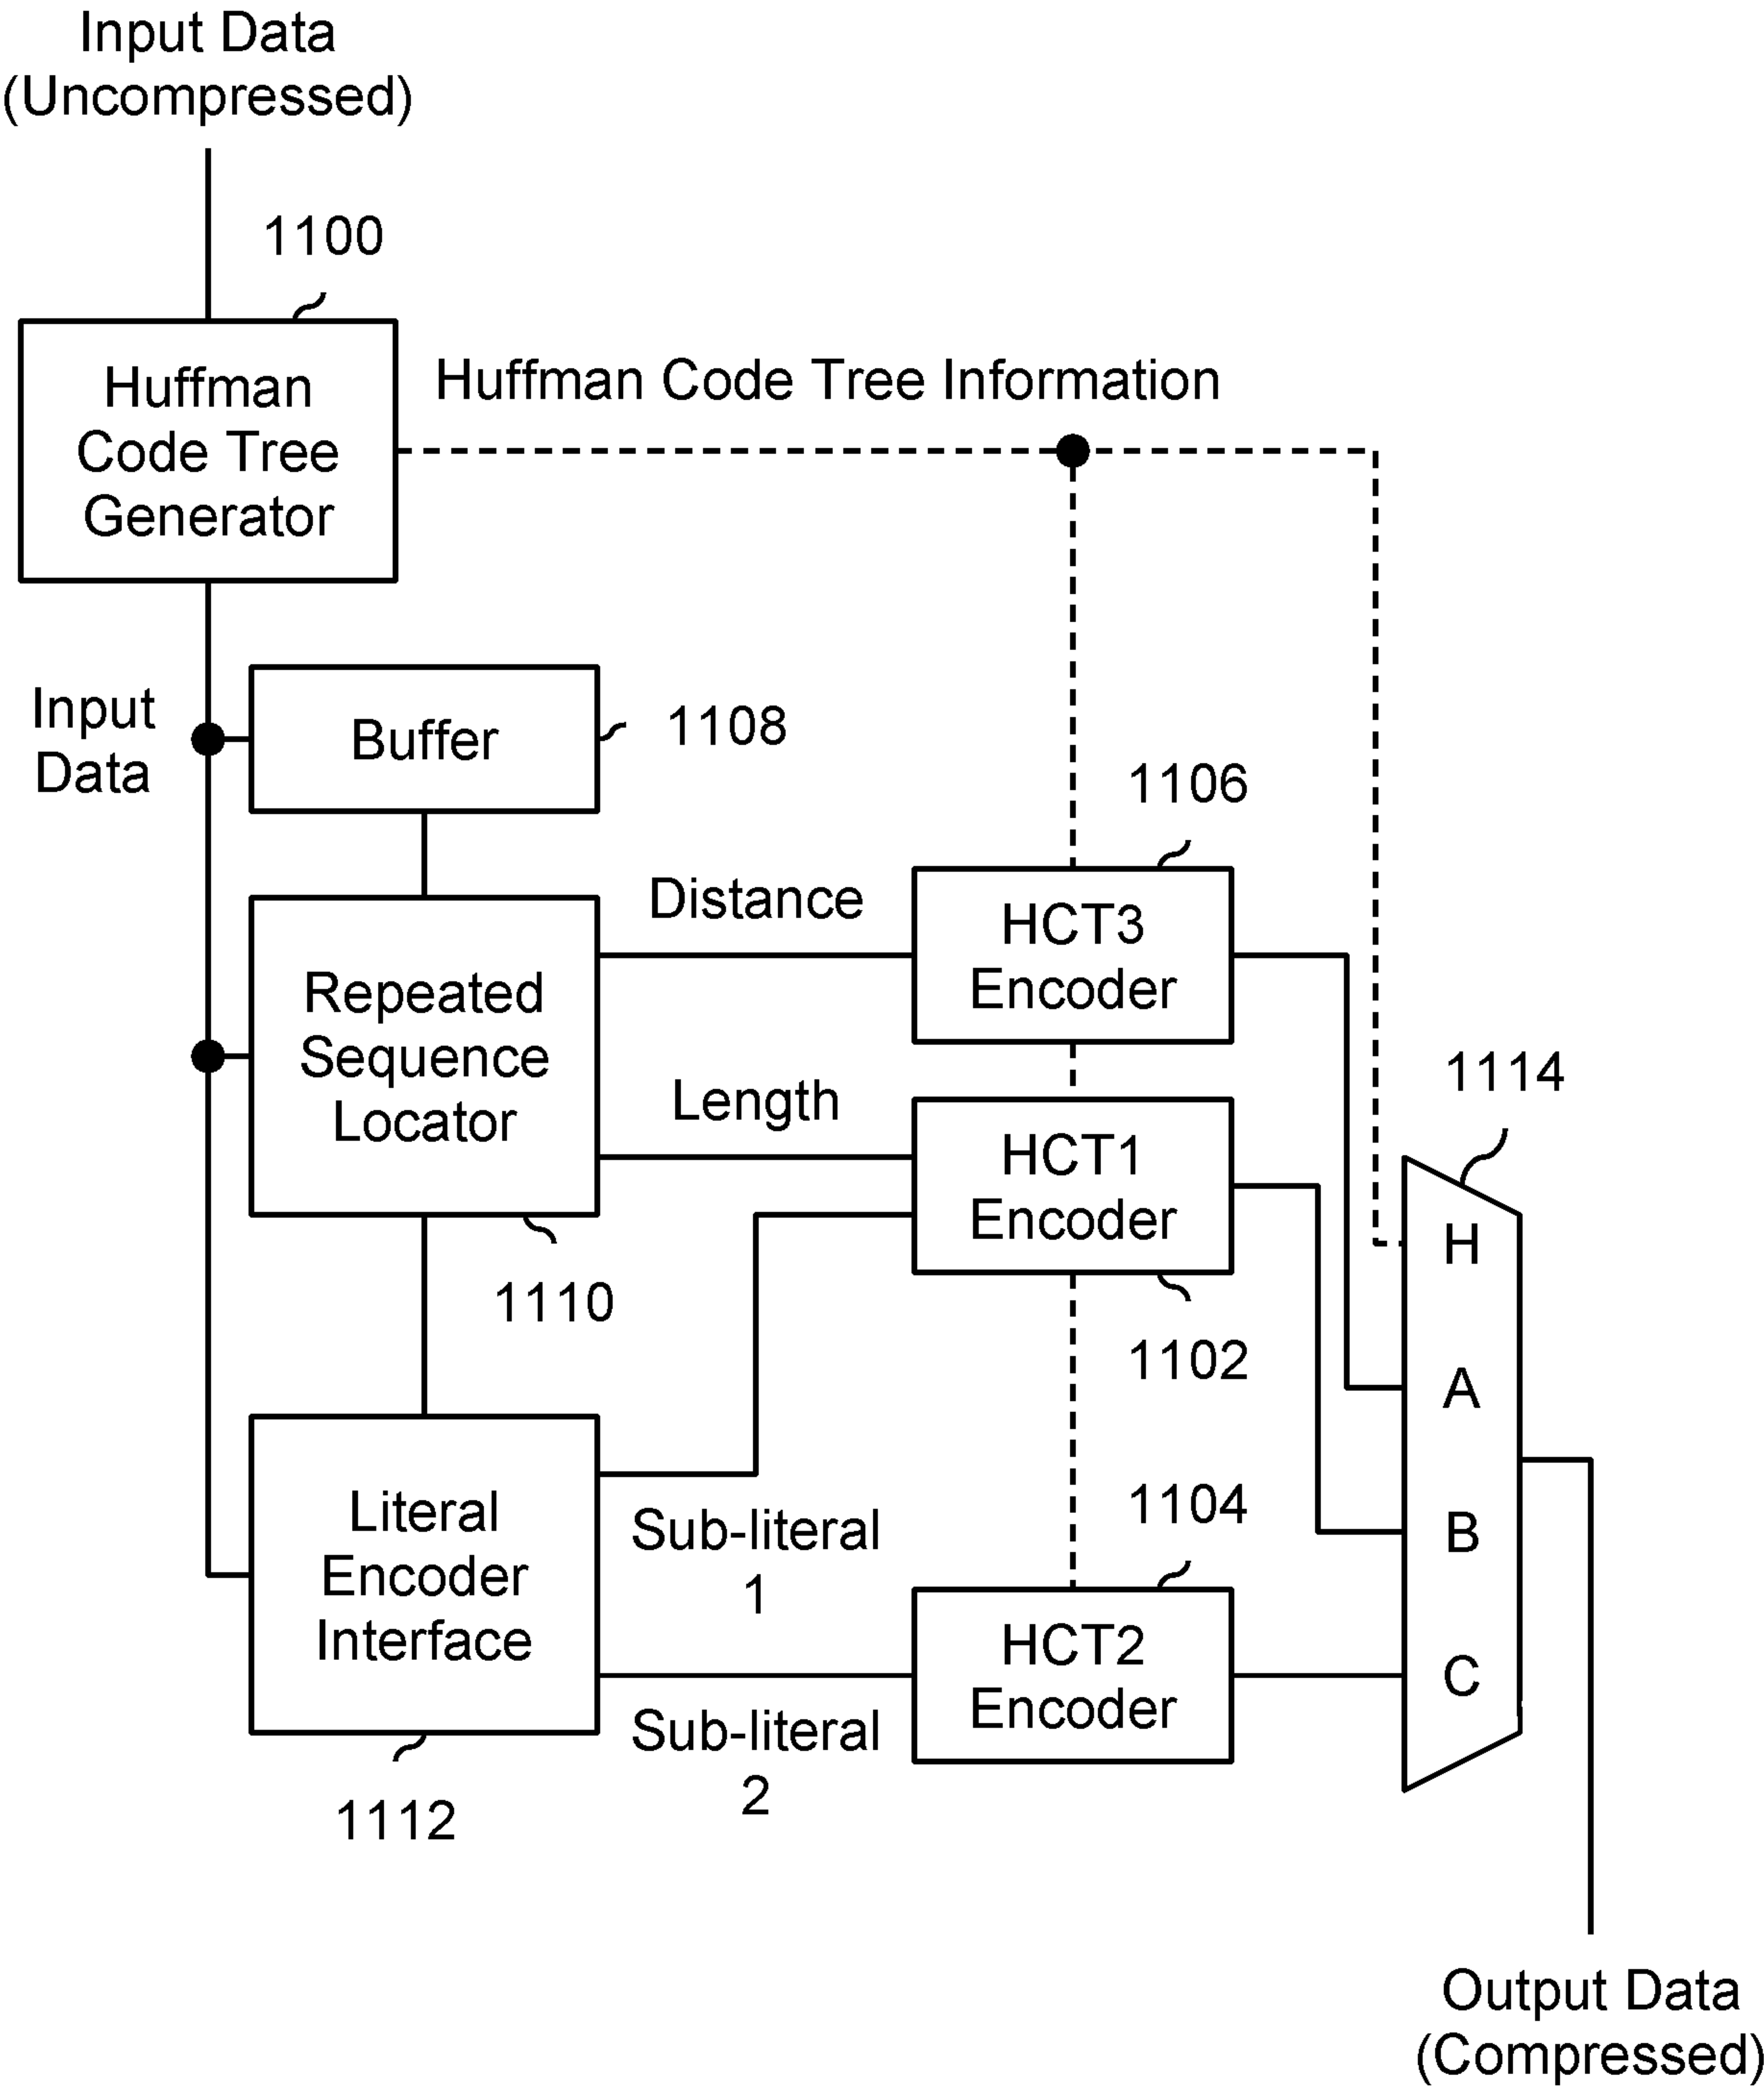 Input Data
(Uncompressed)
1100
Huffman
Code Tree
Generator
Huffman Code Tree Information
Input
Data
Buffer
1108
1106
Distance
HCT3
Encoder
Repeated
Sequence
Locator
Length
1114
HCT1
Encoder
H
1110
1102
A
Literal
Encoder
Interface
Sub-literal
1
1104
B
HCT2
Encoder
C
Sub-literal
2
1112
Output Data
(Compressed)